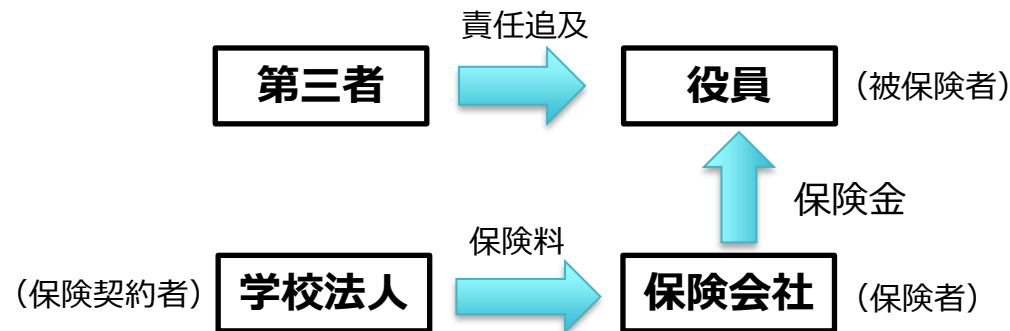 責任追及
第三者
役員
（被保険者）
保険金
保険料
（保険契約者）
学校法人
保険会社
（保険者）